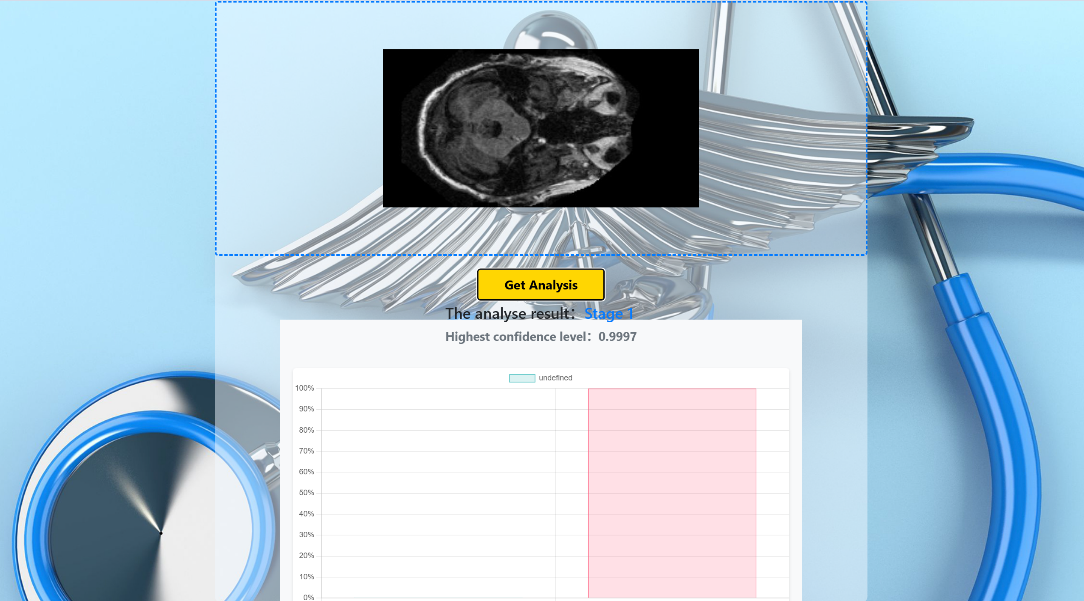 Get Analysis
The analyse result： Stage 1
Highest confidence level：0.9997
undefined
100%
90%
80%
70%
60%
50%
40%
30%
20%
10%
0%